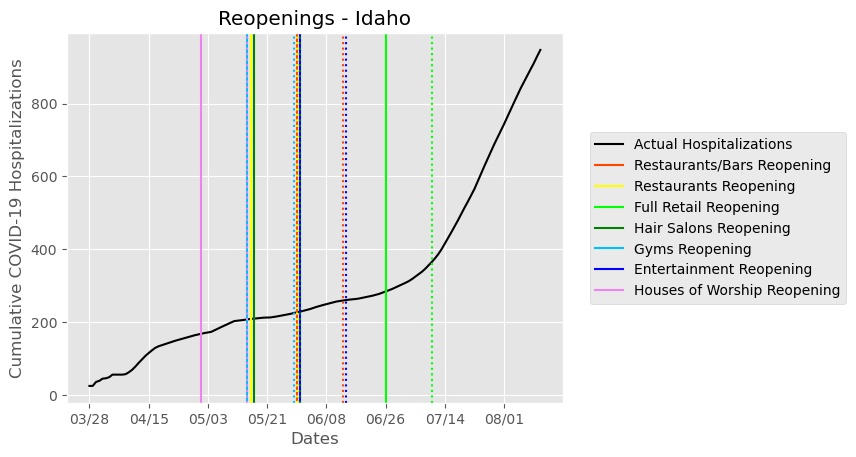 Reopenings - Idaho
Cumulative COVID-19 Hospitalizations
800
600
400
200
0
03/28 04/15 05/03 05/21 06/08 06/26 07/14 08/01
Dates
Actual Hospitalizations
Restaurants/Bars Reopening
Restaurants Reopening
Full Retail Reopening
Hair Salons Reopening
Gyms Reopening
Entertainment Reopening
Houses of Worship Reopening